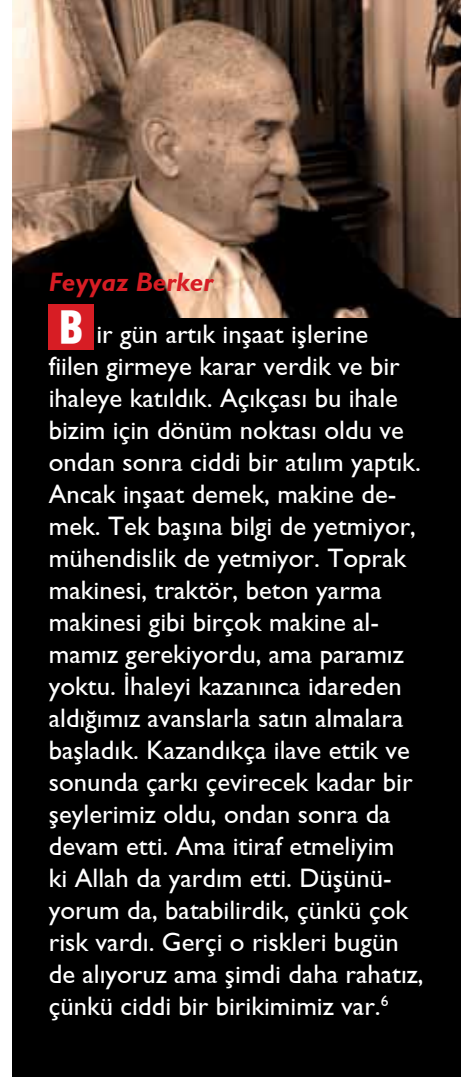 Feyyaz Berker
Bir gün artık inşaat işlerine
fiilen girmeye karar verdik ve bir
ihaleye katıldık. Açıkçası bu ihale
bizim için dönüm noktası oldu ve
ondan sonra ciddi bir atılım yaptık.
Ancak inşaat demek, makine de-
mek. Tek başına bilgi de yetmiyor,
mühendislik de yetmiyor. Toprak
makinesi, traktör, beton yarma
makinesi gibi birçok makine al-
mamız gerekiyordu, ama paramız
yoktu. İhaleyi kazanınca idareden
aldığımız avanslarla satın almalara
başladık. Kazandıkça ilave ettik ve
sonunda çarkı çevirecek kadar bir
şeylerimiz oldu, ondan sonra da
devam etti. Ama itiraf etmeliyim
ki Allah da yardım etti. Düşünü-
yorum da, batabilirdik, çünkü çok
risk vardı. Gerçi o riskleri bugün
de alıyoruz ama şimdi daha rahatız,
çünkü ciddi bir birikimimiz var.⁶